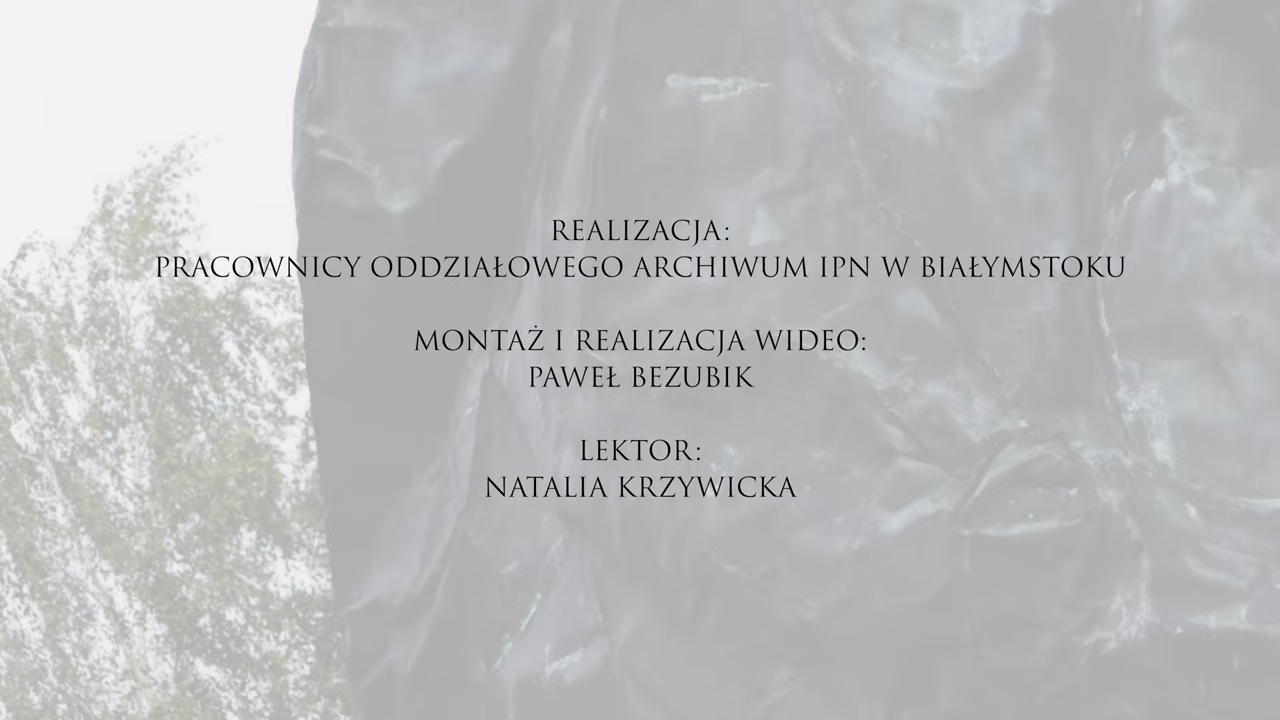 REALIZACJA:
PRACOWNICY ODDZIAŁOWEGO ARCHIWUM IPN W BIAŁYMSTOKU
MONTAŻ I REALIZACJA WIDEO:
PAWEŁ BEZUBIK
LEKTOR:
NATALIA KRZYWICKA